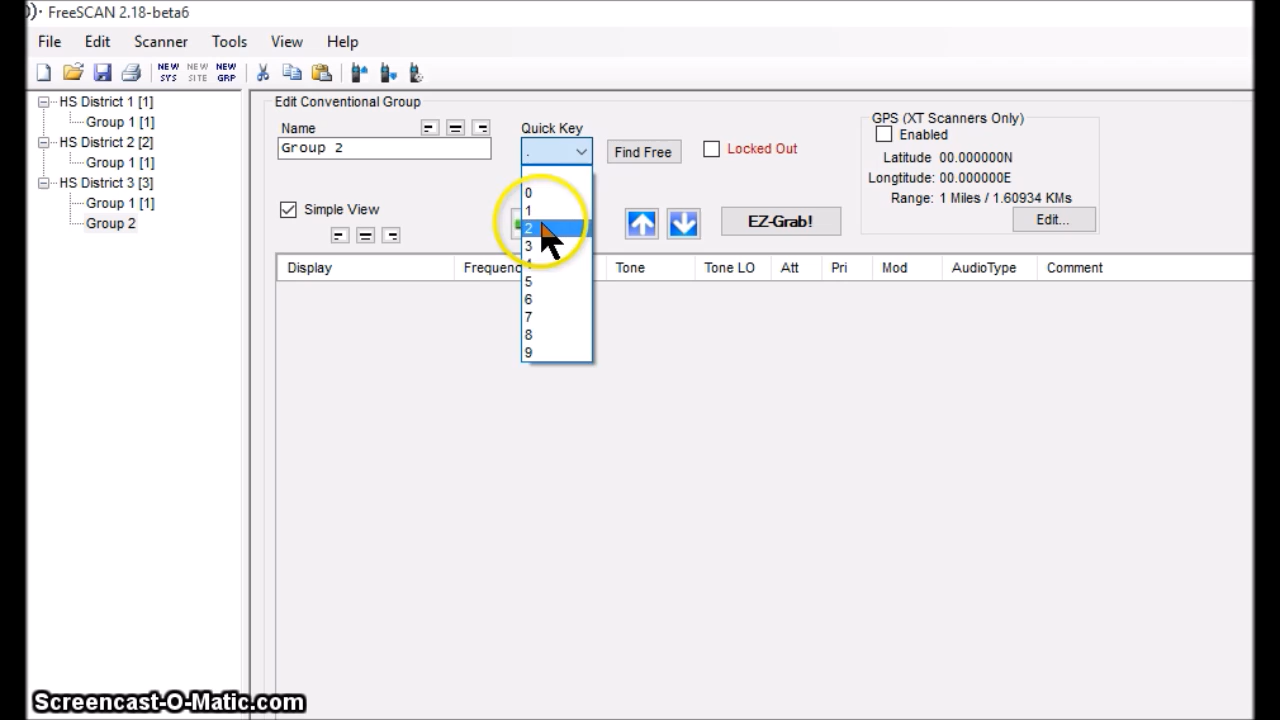 FreeSCAN 2.18-beta6
File Edit Scanner Tools View Help
NEW SYS NEW SITE NEW GRP
HS District 1 [1]
Group 1 [1]
HS District 2 [2]
Group 1 [1]
HS District 3 [3]
Group 1 [1]
Group 2
Edit Conventional Group
Name
Group 2
Quick Key
.
Find Free
Locked Out
0
1
2
3
5
6
7
8
9
GPS (XT Scanners Only)
Enabled
Latitude 00.000000N
Longtitude: 00.000000E
Range: 1 Miles / 1.60934 KMs
Edit...
Simple View
EZ-Grab!
Display Tone Tone LO Att Pri Mod AudioType Comment
Screencast-O-Matic.com